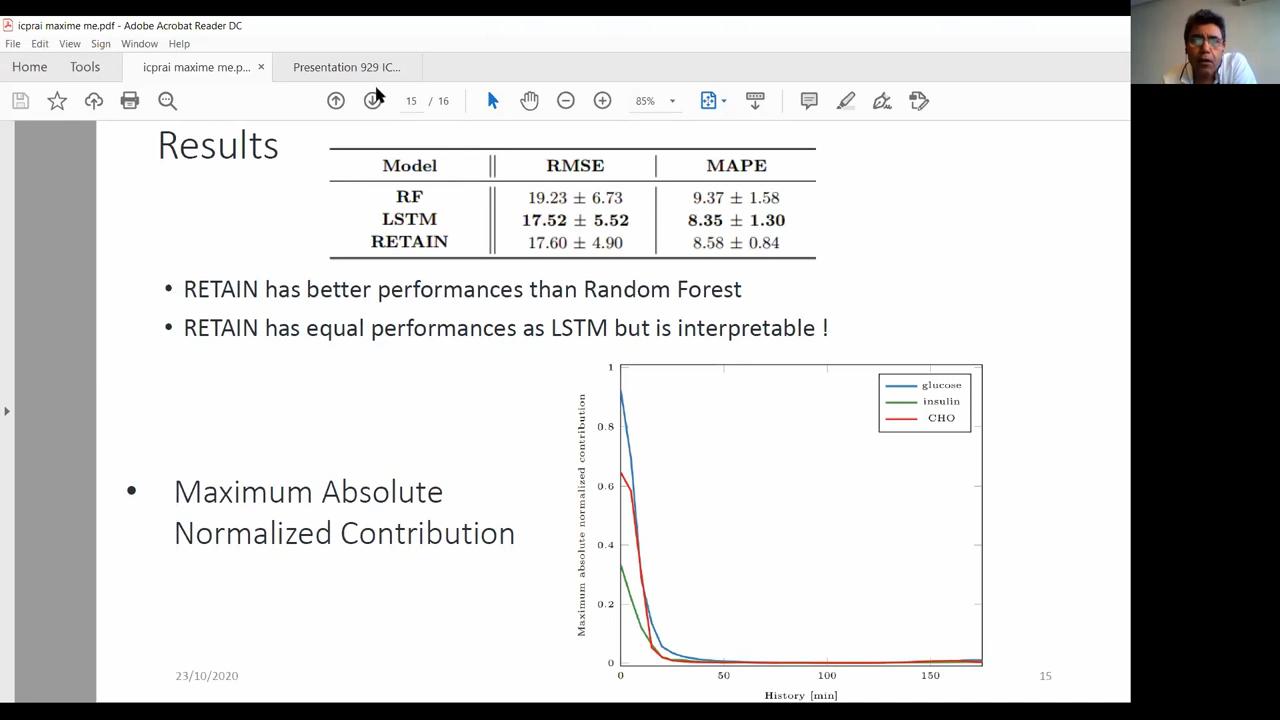 icprai maxime me.pdf - Adobe Acrobat Reader DC
File Edit View Sign Window Help
Home Tools icprai maxime me.p... × Presentation 929 IC...
15 / 16 85%
Results
Model RMSE MAPE
RF 19.23 ± 6.73 9.37 ± 1.58
LSTM 17.52 ± 5.52 8.35 ± 1.30
RETAIN 17.60 ± 4.90 8.58 ± 0.84
• RETAIN has better performances than Random Forest
• RETAIN has equal performances as LSTM but is interpretable !
• Maximum Absolute
Normalized Contribution
Maximum absolute normalized contribution
1
0.8
0.6
0.4
0.2
0
glucose
insulin
CHO
0 50 100 150
History [min]
23/10/2020
15